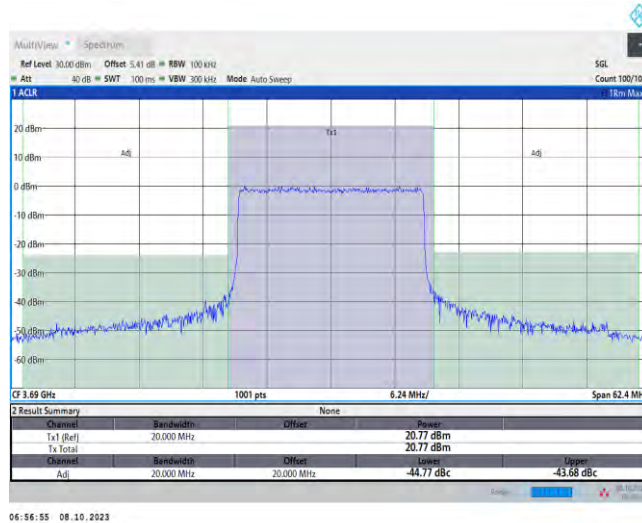 MultiView Spectrum
Ref Level 30.00 dBm Offset 5.41 dB RBW 100 kHz SGL
Att 40 dB SWT 100 ms VBW 300 kHz Mode Auto Sweep Count 100/10
1 ACLR 1Rm Max
20 dBm
Tx1
10 dBm Adj Adj
0 dBm
-10 dBm
-20 dBm
-30 dBm
-40 dBm
-50 dBm
-60 dBm
CF 3.69 GHz 1001 pts 6.24 MHz/ Span 62.4 MH
2 Result Summary None
Channel Bandwidth Offset Power
Tx1 (Ref) 20.000 MHz 20.77 dBm
Tx Total 20.77 dBm
Channel Bandwidth Offset Lower Upper
Adj 20.000 MHz 20.000 MHz -44.77 dBc -43.68 dBc
06:56:55 08.10.2023